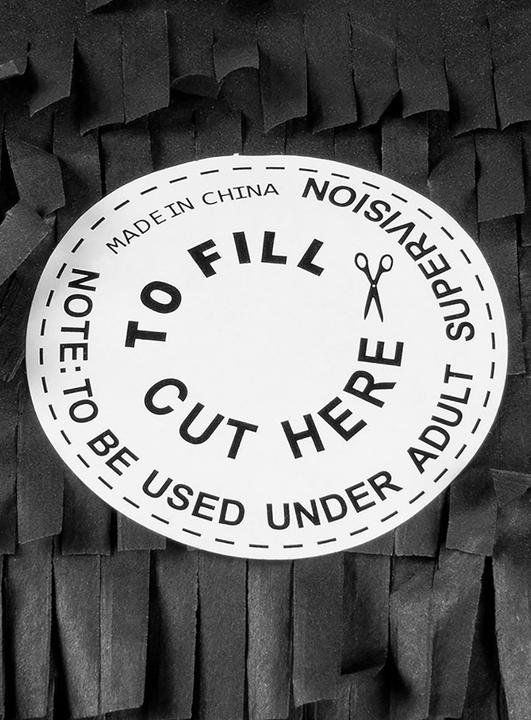 MADE IN CHINA
TO FILL
CUT HERE
NOTE: TO BE USED UNDER ADULT SUPERVISION